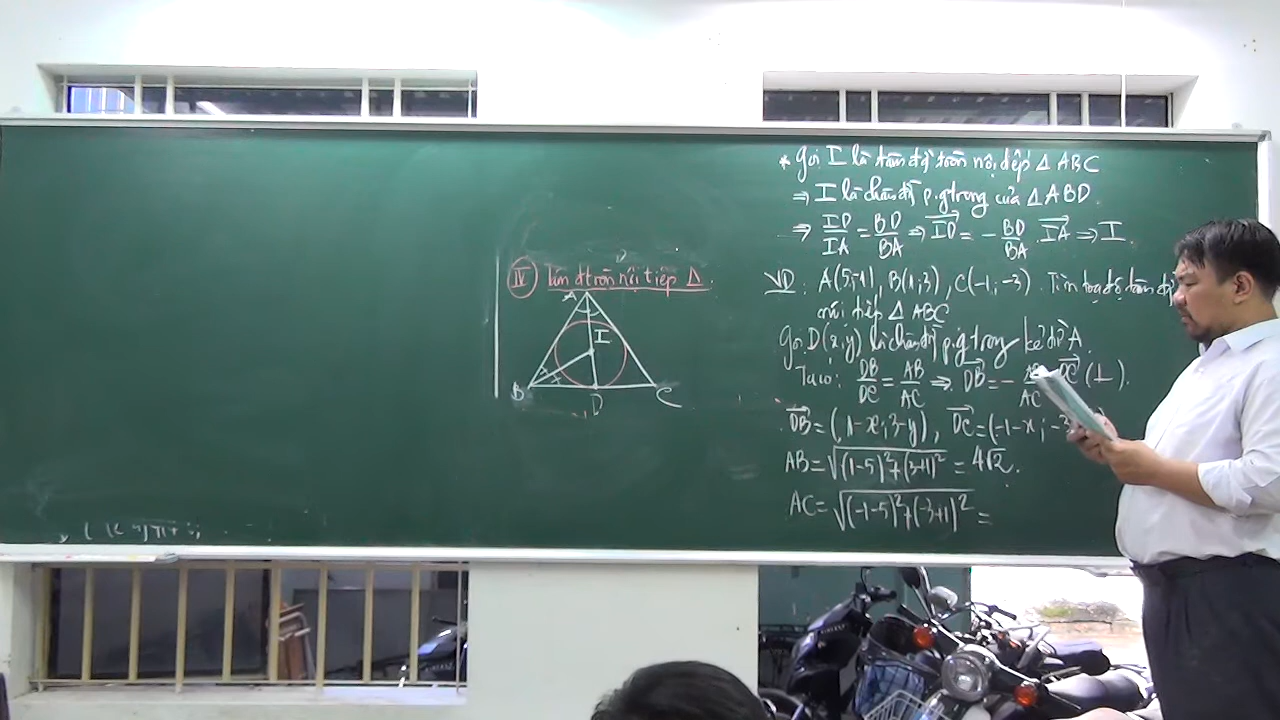 IV Tâm đtròn nội tiếp Δ.
A
I
B D C
* Gọi I là tâm đg tròn nội tiếp Δ ABC
⇒ I là chân đg p.g trong của Δ ABD
⇒ ID/IA = BD/BA ⇒ ID→ = - BD/BA . IA→ ⇒ I.
VD: A(5;-1), B(1;3), C(-1;-3). Tìm toạ độ tâm
nội tiếp Δ ABC
Gọi D(x;y) là chân đg p.g trong kẻ từ A.
Ta có: DB/DC = AB/AC ⇒ DB→ = - AB/AC DC→ (1).
DB→ = (1-x; 3-y), DC→ = (-1-x; -3
AB = √((1-5)²+(3+1)²) = 4√2.
AC = √((-1-5)²+(-3+1)²) =